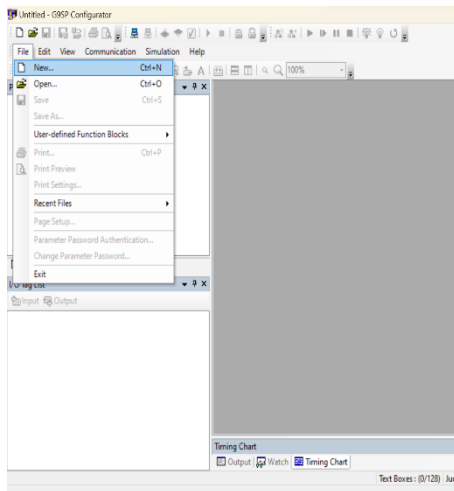 Untitled - G9SP Configurator
File Edit View Communication Simulation Help
New... Ctrl+N
100%
Open... Ctrl+O
Save Ctrl+S
Save As...
User-defined Function Blocks
Print... Ctrl+P
Print Preview
Print Settings...
Recent Files
Page Setup...
Parameter Password Authentication...
Change Parameter Password...
Exit
I/O Tag List
Input Output
Timing Chart
Output Watch Timing Chart
Text Boxes : (0/128)